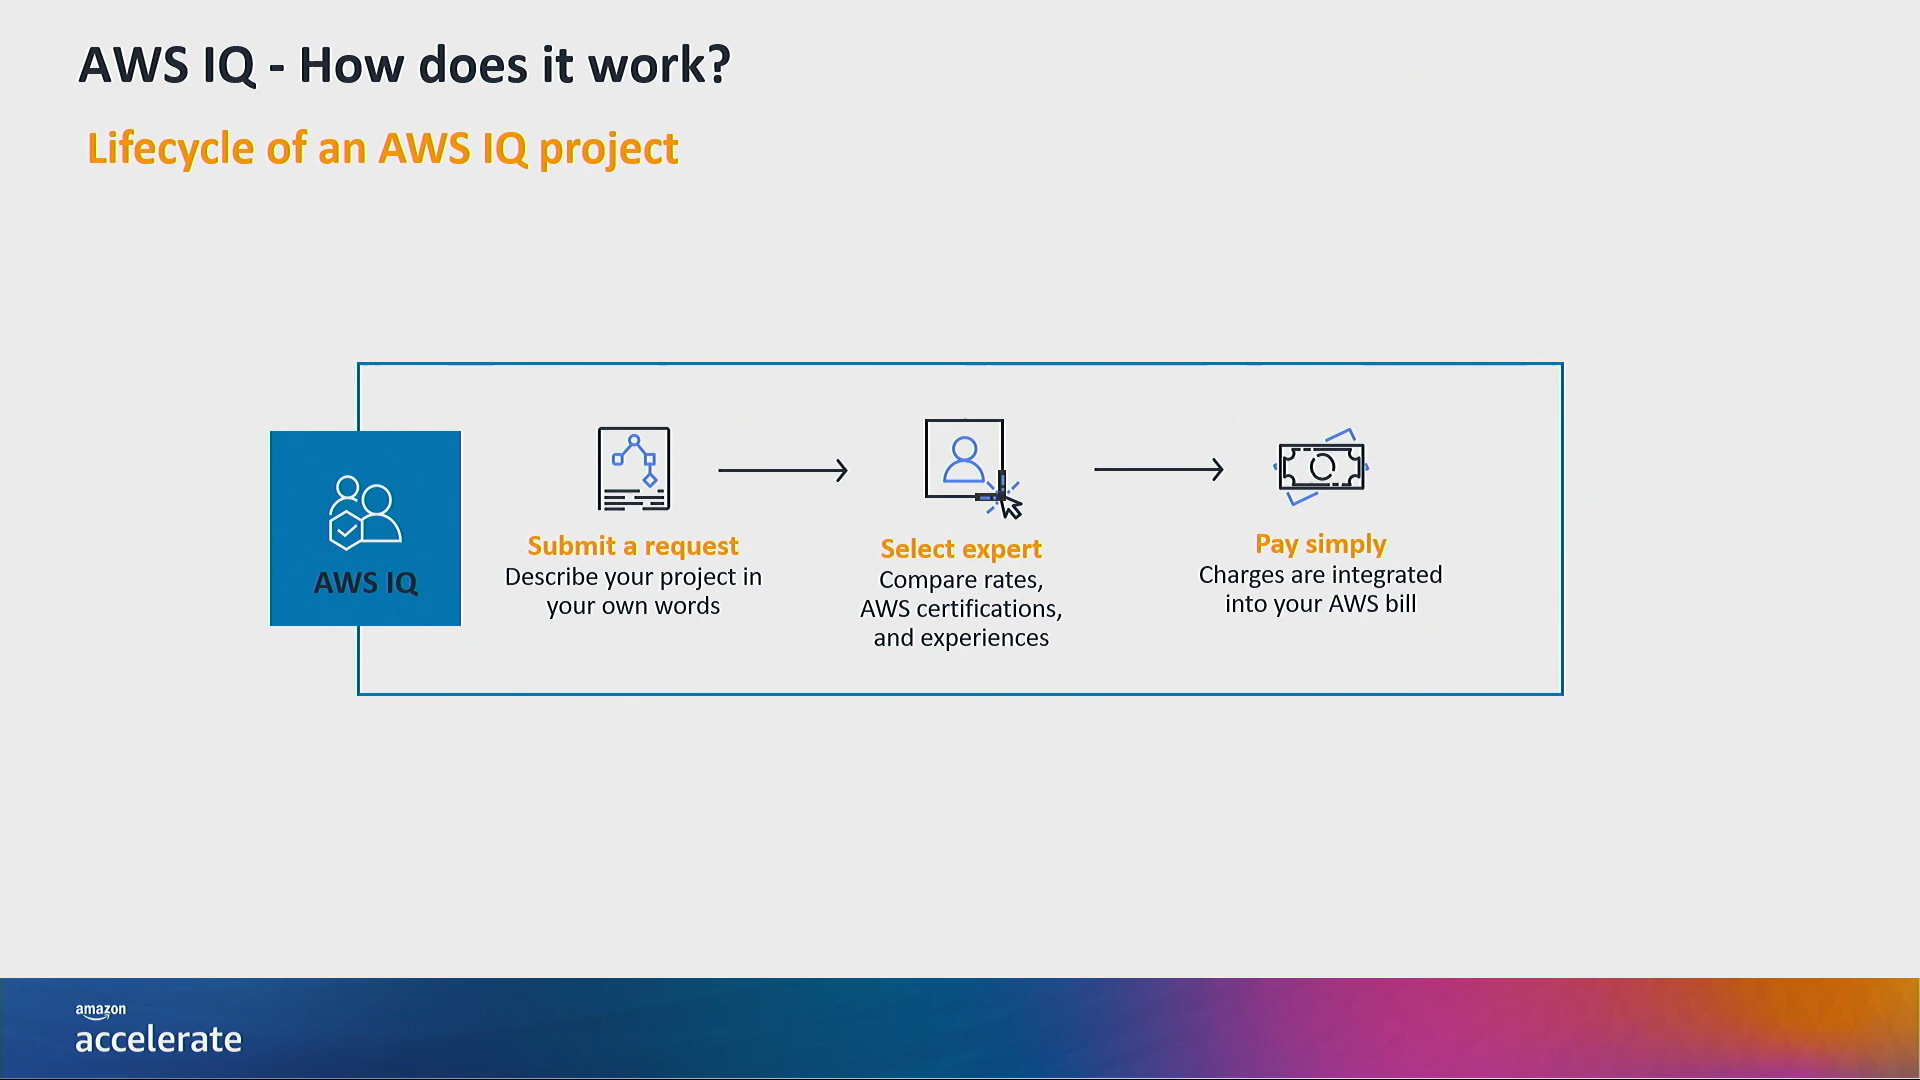 AWS IQ - How does it work?
Lifecycle of an AWS IQ project
AWS IQ
Submit a request
Describe your project in
your own words
Select expert
Compare rates,
AWS certifications,
and experiences
Pay simply
Charges are integrated
into your AWS bill
amazon
accelerate